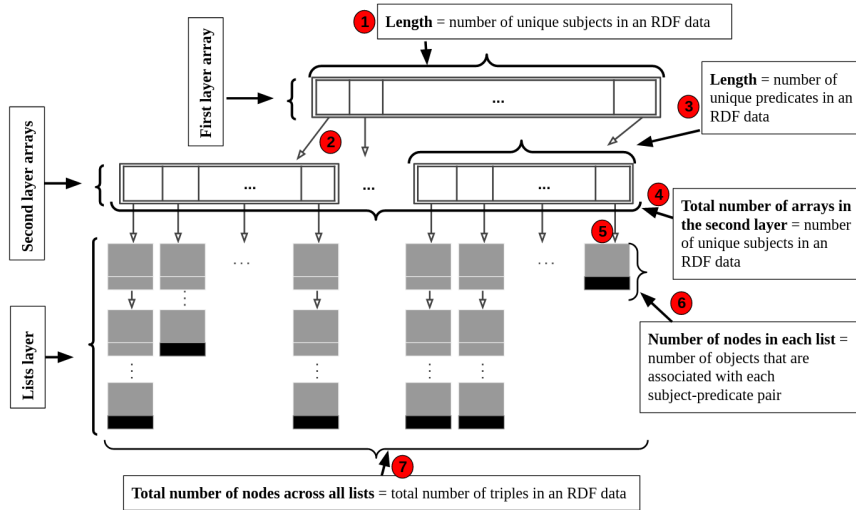 1 Length = number of unique subjects in an RDF data
First layer array
...
3 Length = number of
unique predicates in an
RDF data
2
Second layer arrays
...
...
...
4 Total number of arrays in
the second layer = number
of unique subjects in an
RDF data
5
...
...
6
Lists layer
Number of nodes in each list =
number of objects that are
associated with each
subject-predicate pair
7
Total number of nodes across all lists = total number of triples in an RDF data